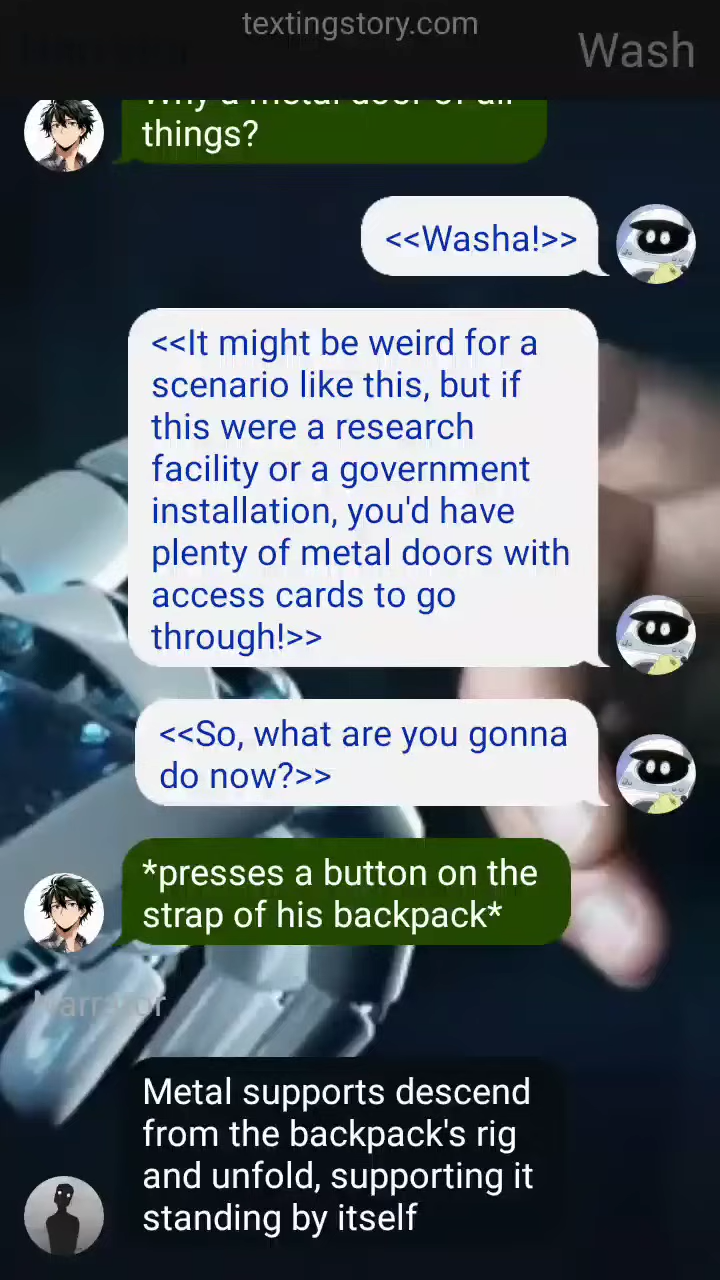 textingstory.com
Wash
things?
<<Washa!>>
<<It might be weird for a
scenario like this, but if
this were a research
facility or a government
installation, you'd have
plenty of metal doors with
access cards to go
through!>>
<<So, what are you gonna
do now?>>
*presses a button on the
strap of his backpack*
Narrator
Metal supports descend
from the backpack's rig
and unfold, supporting it
standing by itself